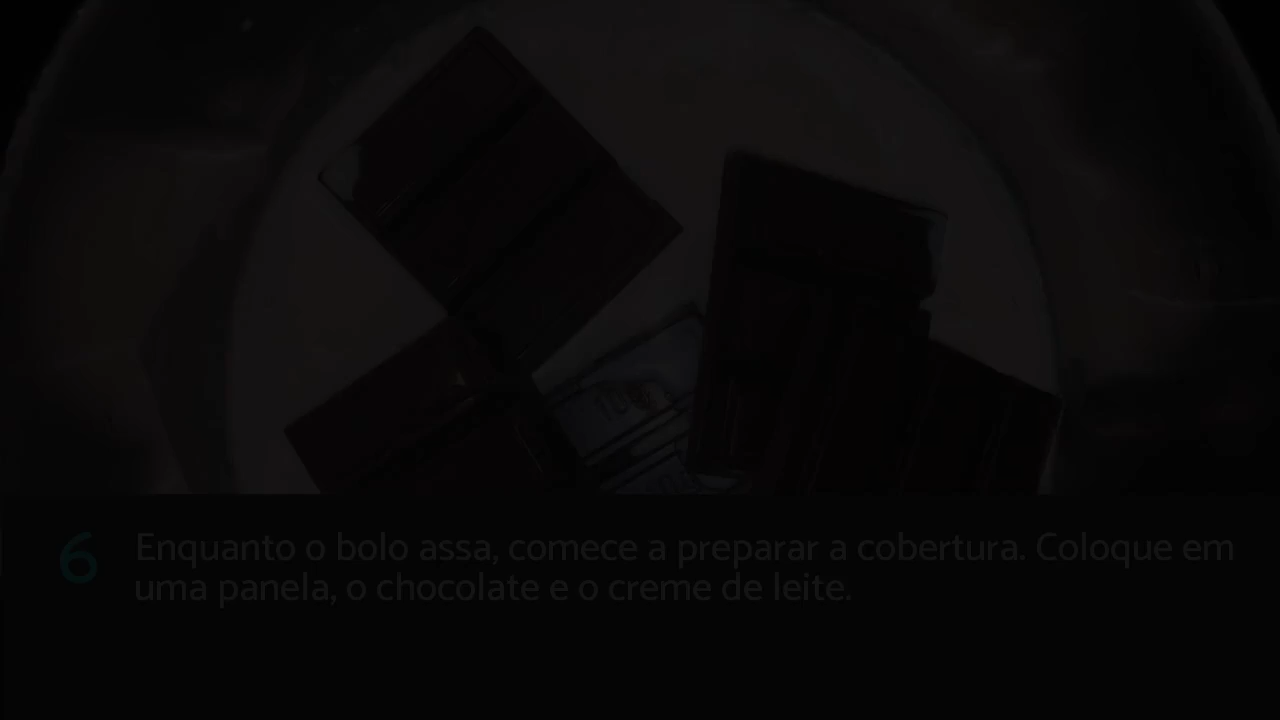 6 Enquanto o bolo assa, comece a preparar a cobertura. Coloque em
uma panela, o chocolate e o creme de leite.